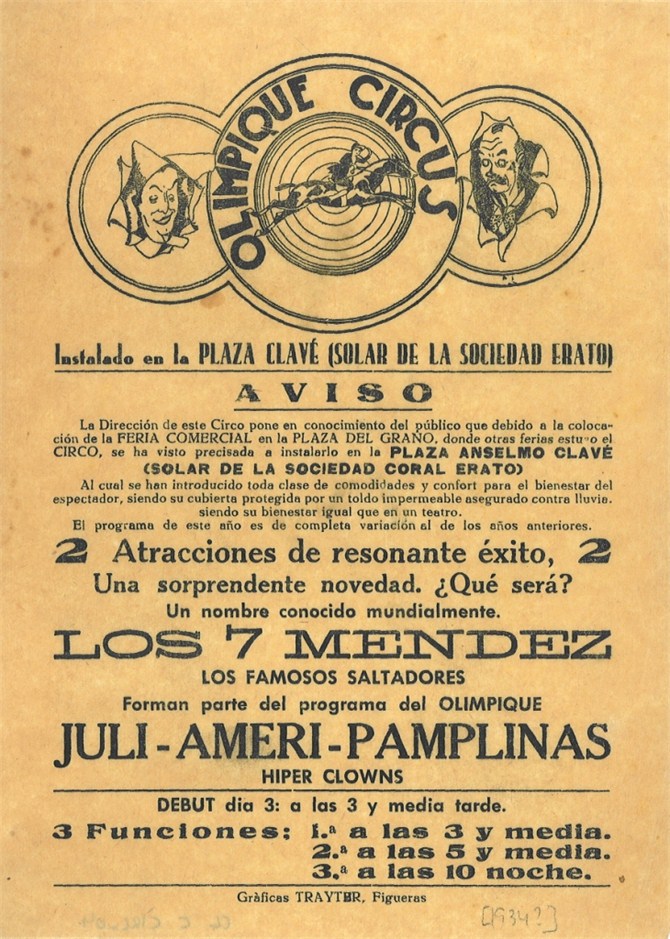 OLIMPIQUE CIRCUS
Instalado en la PLAZA CLAVÉ (SOLAR DE LA SOCIEDAD ERATO)
AVISO
La Dirección de este Circo pone en conocimiento del público que debido a la coloca-
ción de la FERIA COMERCIAL en la PLAZA DEL GRANO, donde otras ferias estuvo el
CIRCO, se ha visto precisada a instalarlo en la PLAZA ANSELMO CLAVÉ
(SOLAR DE LA SOCIEDAD CORAL ERATO)
Al cual se han introducido toda clase de comodidades y confort para el bienestar del
espectador, siendo su cubierta protegida por un toldo impermeable asegurado contra lluvia.
siendo su bienestar igual que en un teatro.
El programa de este año es de completa variación al de los años anteriores.
2 Atracciones de resonante éxito, 2
Una sorprendente novedad. ¿Qué será?
Un nombre conocido mundialmente.
LOS 7 MENDEZ
LOS FAMOSOS SALTADORES
Forman parte del programa del OLIMPIQUE
JULI-AMERI-PAMPLINAS
HIPER CLOWNS
DEBUT dia 3: a las 3 y media tarde.
3 Funciones: 1.ª a las 3 y media.
2.ª a las 5 y media.
3.ª a las 10 noche.
Gràficas TRAYTER, Figueras
[1934?]